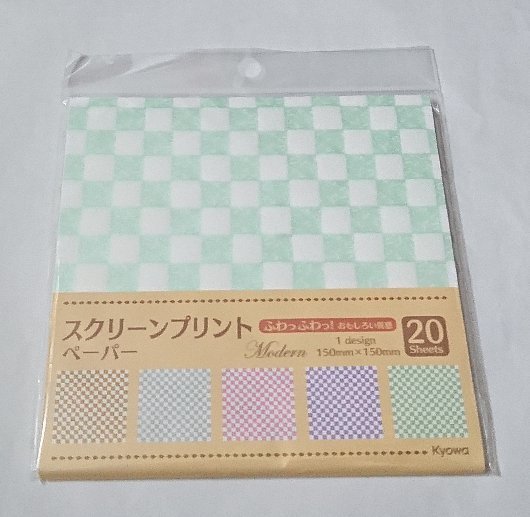 スクリーンプリント
ペーパー
ふわっふわっ! おもしろい質感
Modern
1 design
150mm×150mm
20
Sheets
Kyowa